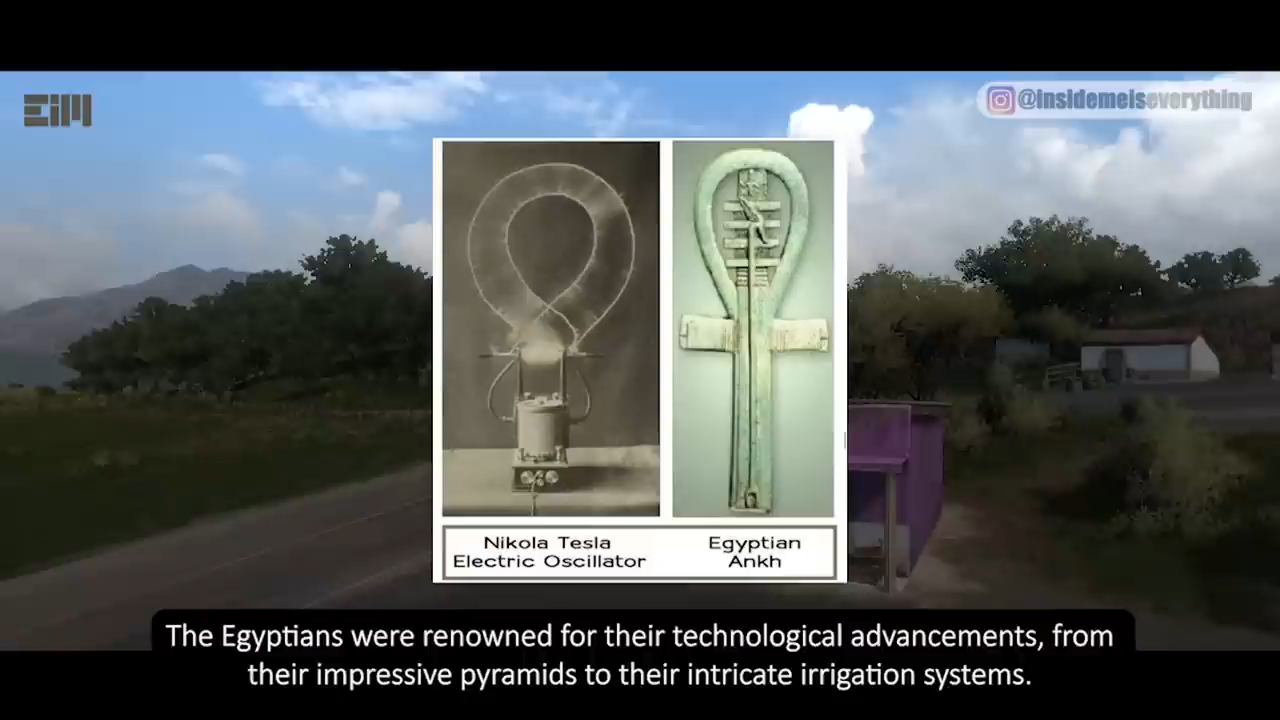 EiM
@insidemeiseverything
Nikola Tesla
Electric Oscillator
Egyptian
Ankh
The Egyptians were renowned for their technological advancements, from
their impressive pyramids to their intricate irrigation systems.